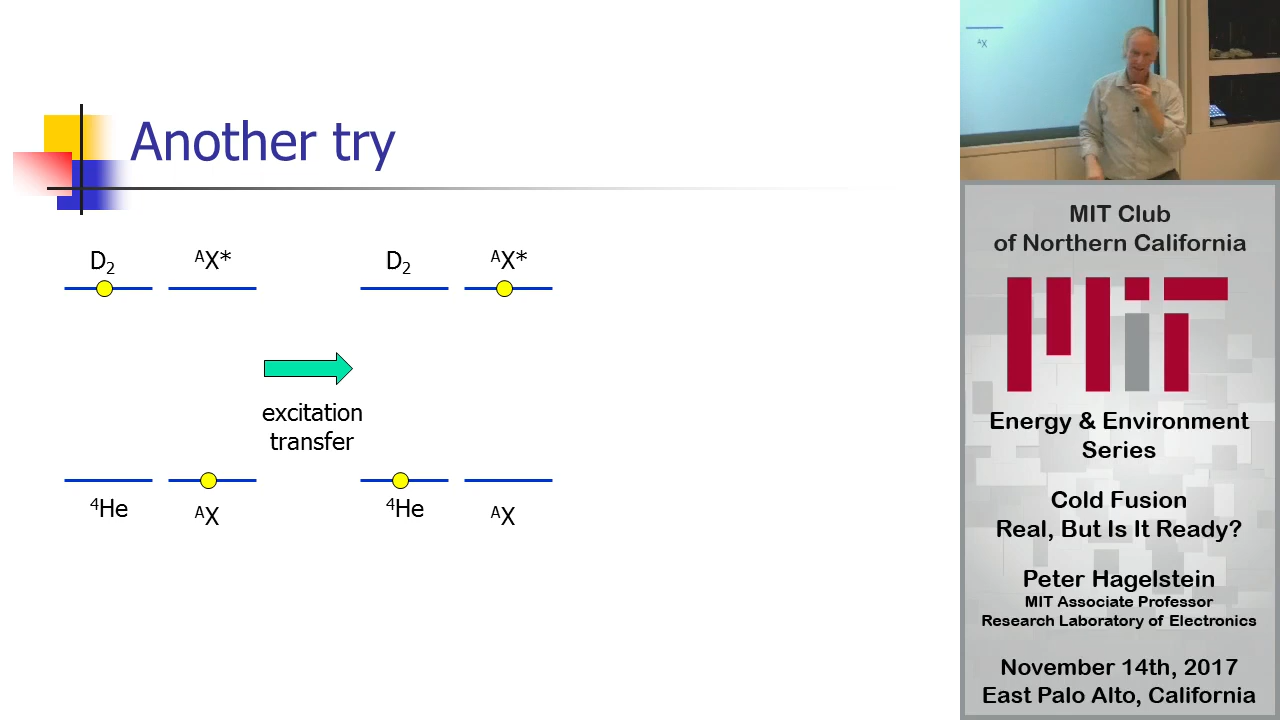 Another try
D₂ ᴬX* D₂ ᴬX*
excitation
transfer
⁴He ᴬX ⁴He ᴬX
ᴬX
MIT Club
of Northern California
MIT
Energy & Environment
Series
Cold Fusion
Real, But Is It Ready?
Peter Hagelstein
MIT Associate Professor
Research Laboratory of Electronics
November 14th, 2017
East Palo Alto, California